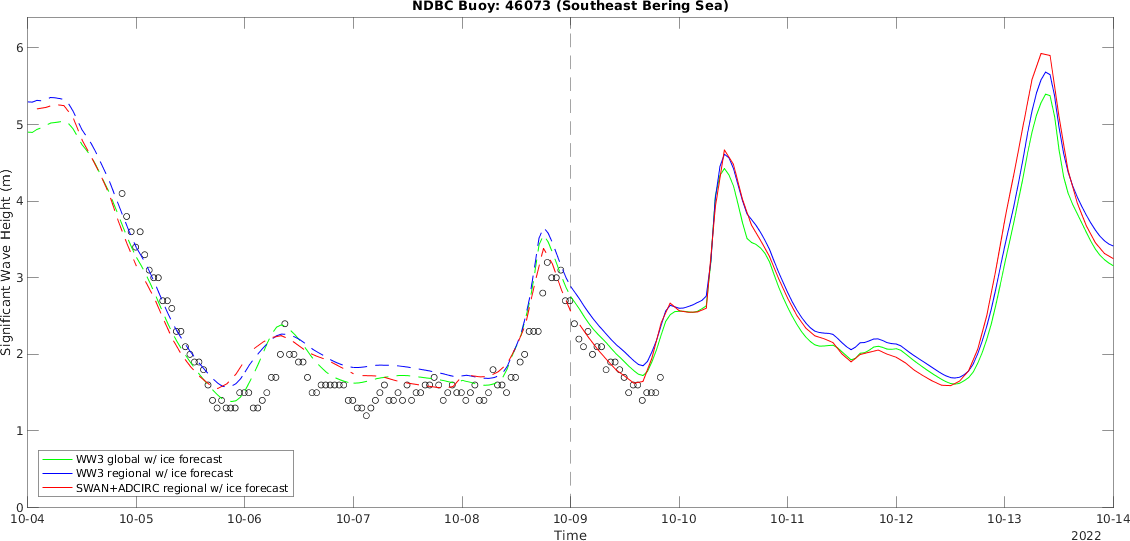 NDBC Buoy: 46073 (Southeast Bering Sea)
6
5
4
3
2
1
0
Significant Wave Height (m)
WW3 global w/ ice forecast
WW3 regional w/ ice forecast
SWAN+ADCIRC regional w/ ice forecast
10-04 10-05 10-06 10-07 10-08 10-09 10-10 10-11 10-12 10-13 10-14
Time 2022